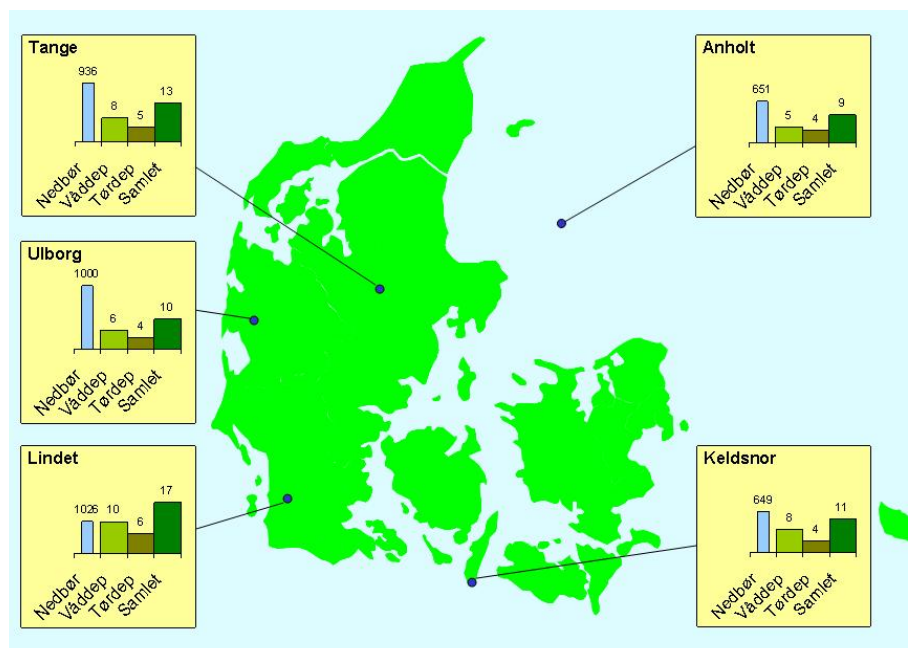 Tange
936
8
5
13
Nedbør
Våddep
Tørdep
Samlet
Anholt
651
5
4
9
Nedbør
Våddep
Tørdep
Samlet
Ulborg
1000
6
4
10
Nedbør
Våddep
Tørdep
Samlet
Lindet
1026
10
6
17
Nedbør
Våddep
Tørdep
Samlet
Keldsnor
649
8
4
11
Nedbør
Våddep
Tørdep
Samlet